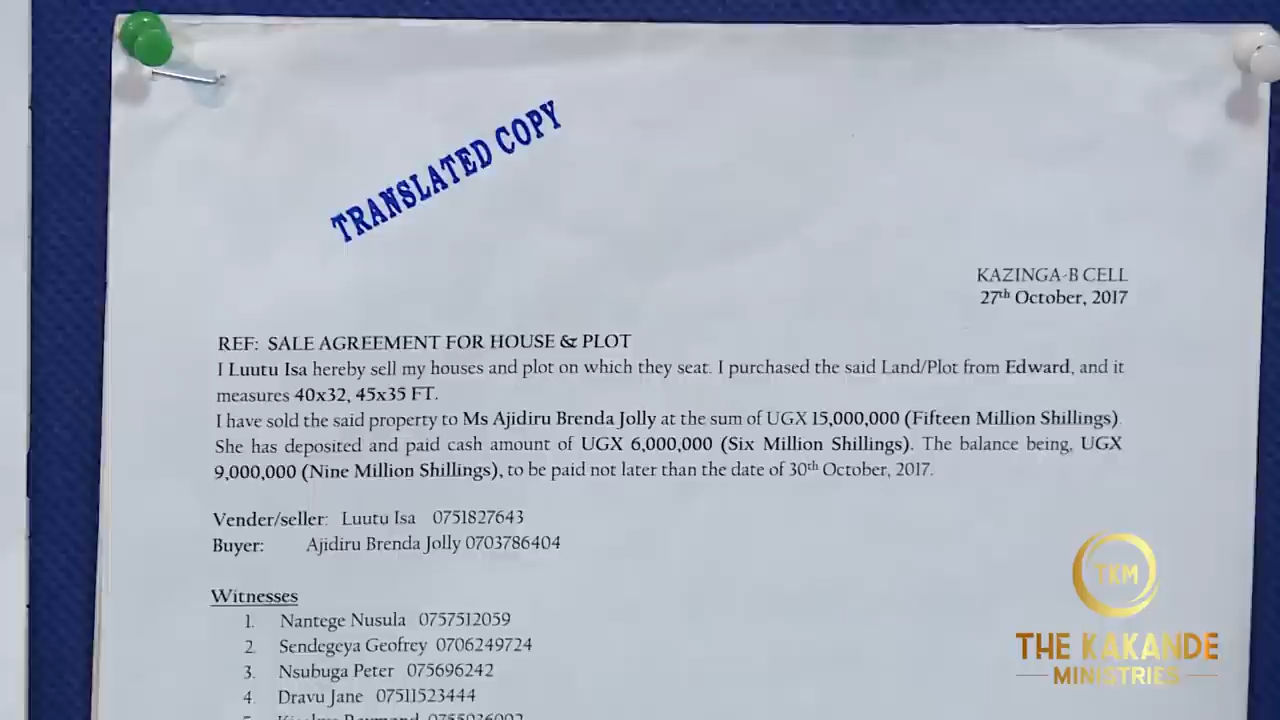 TRANSLATED COPY
KAZINGA-B CELL
27th October, 2017
REF: SALE AGREEMENT FOR HOUSE & PLOT
I Luutu Isa hereby sell my houses and plot on which they seat. I purchased the said Land/Plot from Edward, and it
measures 40x32, 45x35 FT.
I have sold the said property to Ms Ajidiru Brenda Jolly at the sum of UGX 15,000,000 (Fifteen Million Shillings).
She has deposited and paid cash amount of UGX 6,000,000 (Six Million Shillings). The balance being, UGX
9,000,000 (Nine Million Shillings), to be paid not later than the date of 30th October, 2017.
Vender/seller: Luutu Isa 0751827643
Buyer: Ajidiru Brenda Jolly 0703786404
Witnesses
1. Nantege Nusula 0757512059
2. Sendegeya Geofrey 0706249724
3. Nsubuga Peter 075696242
4. Dravu Jane 07511523444
TKM
THE KAKANDE
MINISTRIES